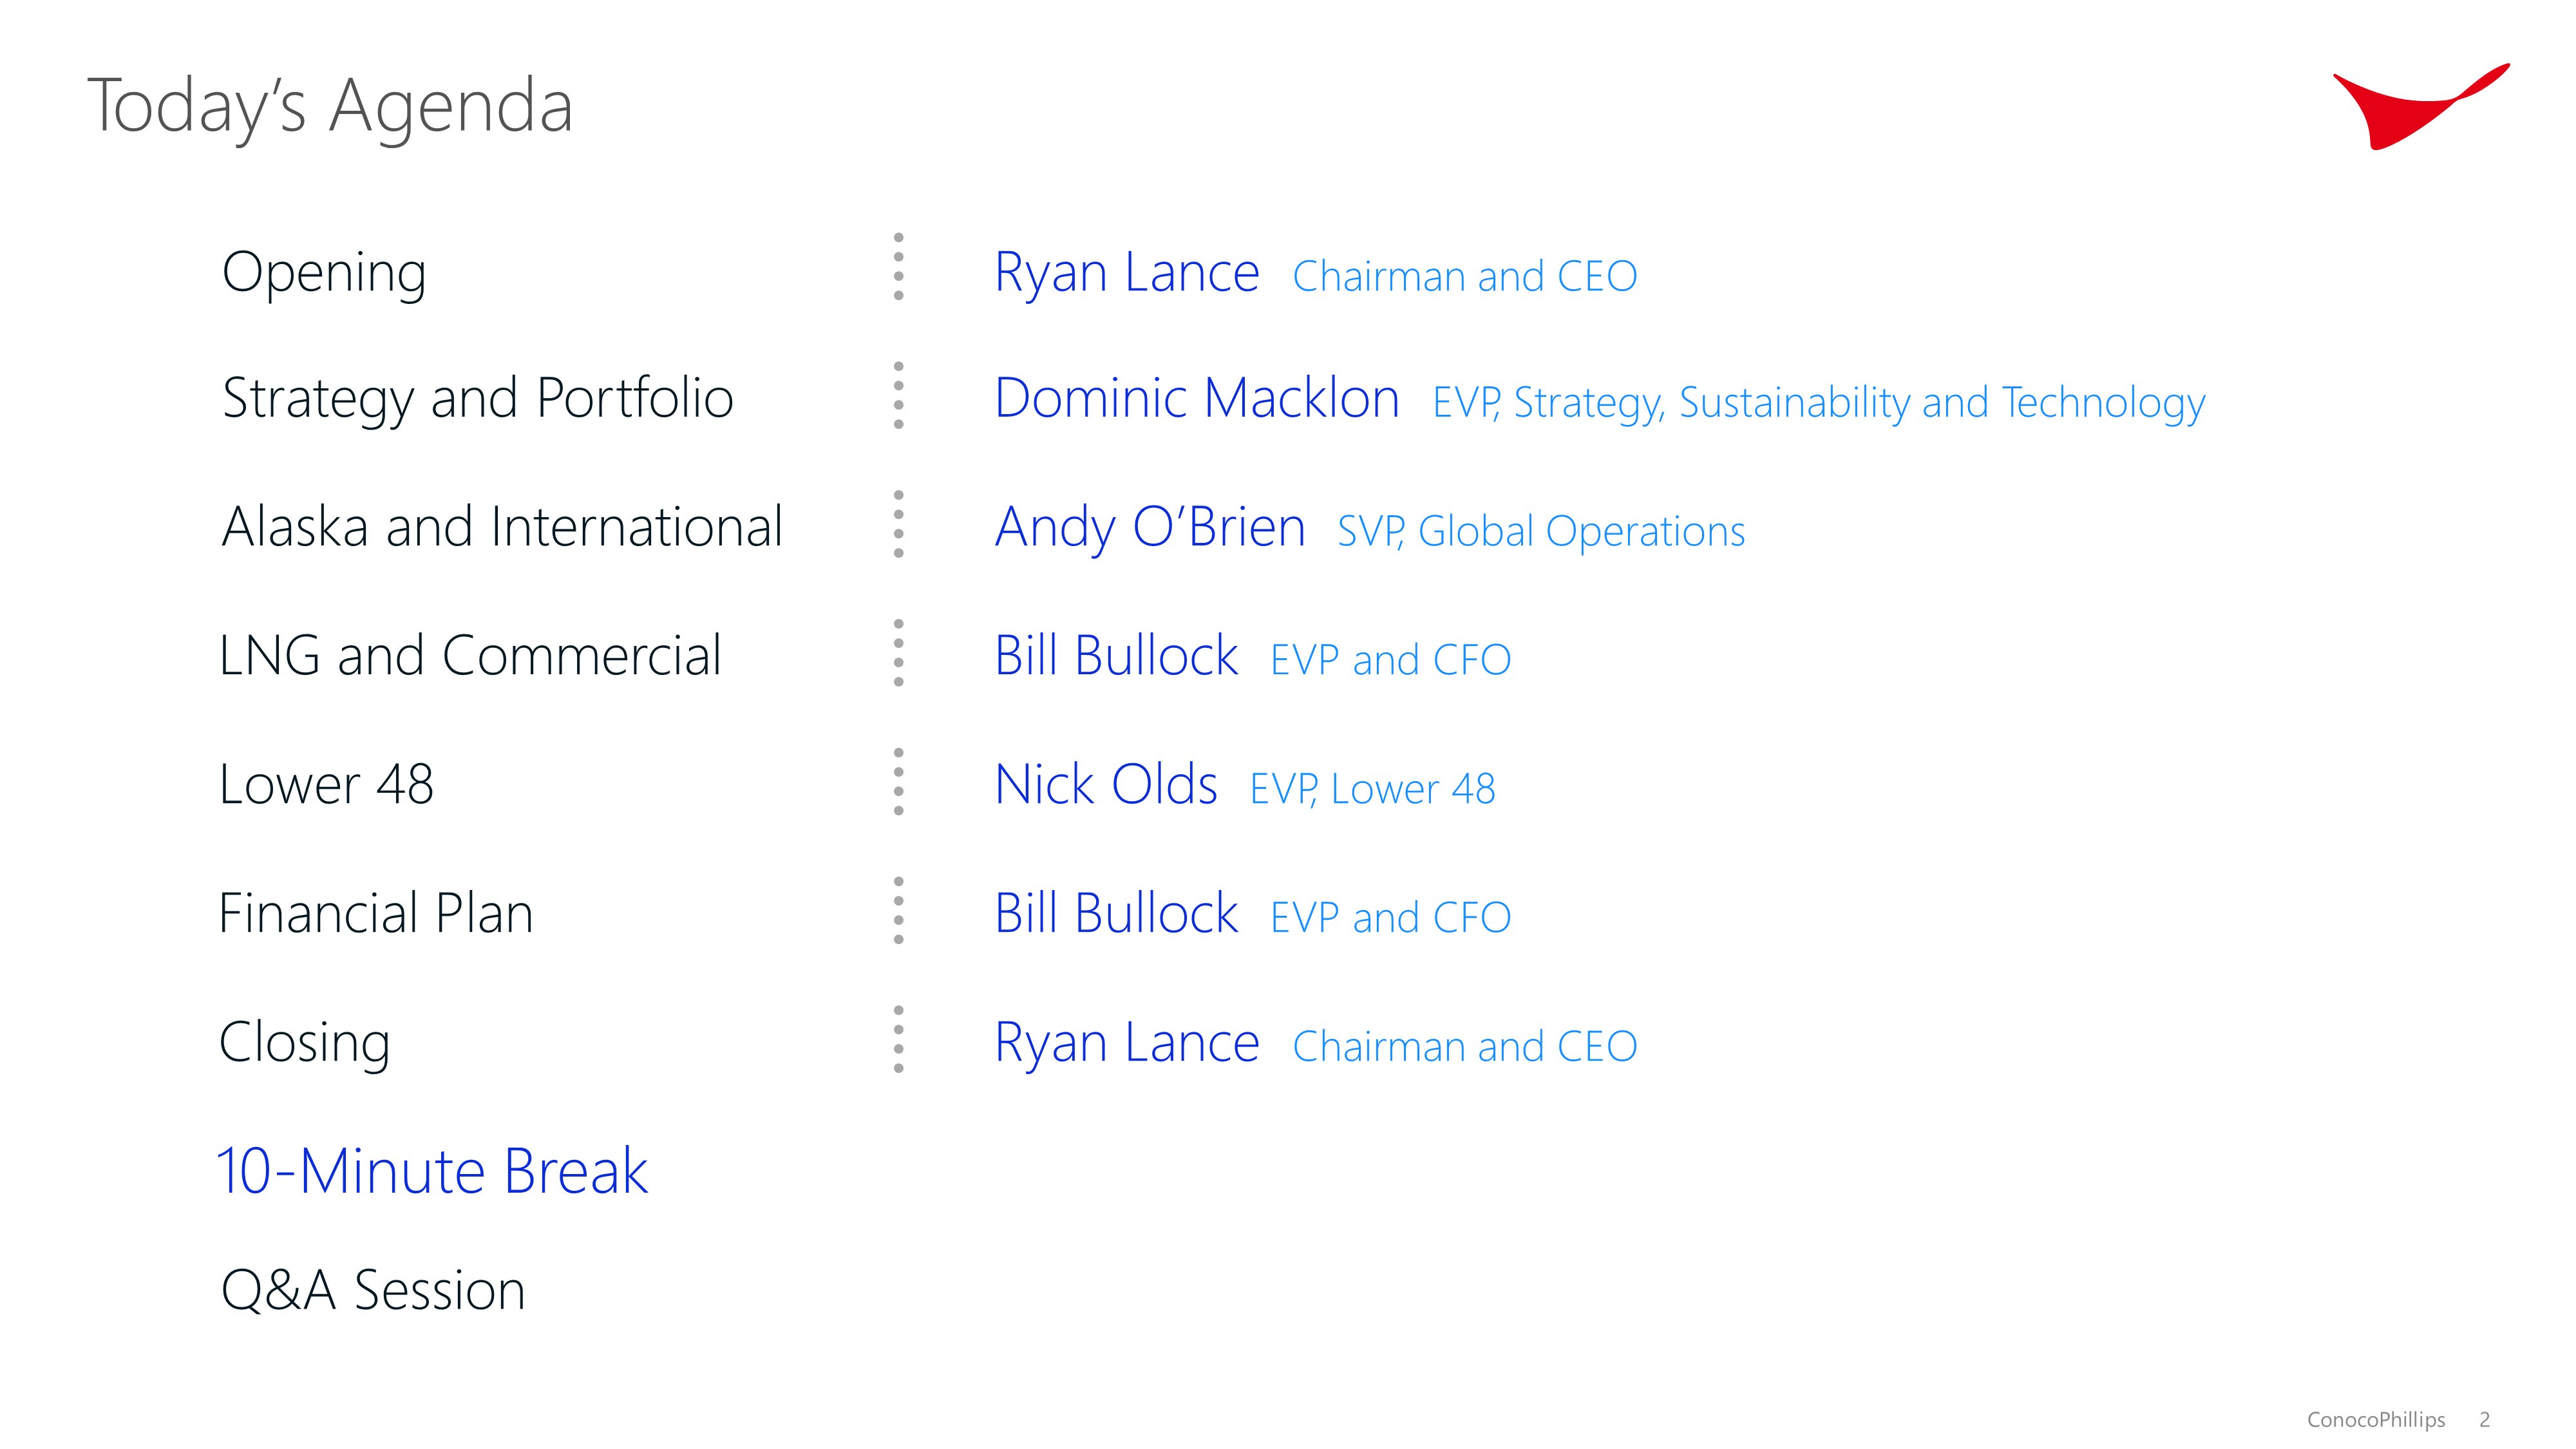 Today’s Agenda
Opening Ryan Lance Chairman and CEO
Strategy and Portfolio Dominic Macklon EVP, Strategy, Sustainability and Technology
Alaska and International Andy O’Brien SVP, Global Operations
LNG and Commercial Bill Bullock EVP and CFO
Lower 48 Nick Olds EVP, Lower 48
Financial Plan Bill Bullock EVP and CFO
Closing Ryan Lance Chairman and CEO
10-Minute Break
Q&A Session
ConocoPhillips 2